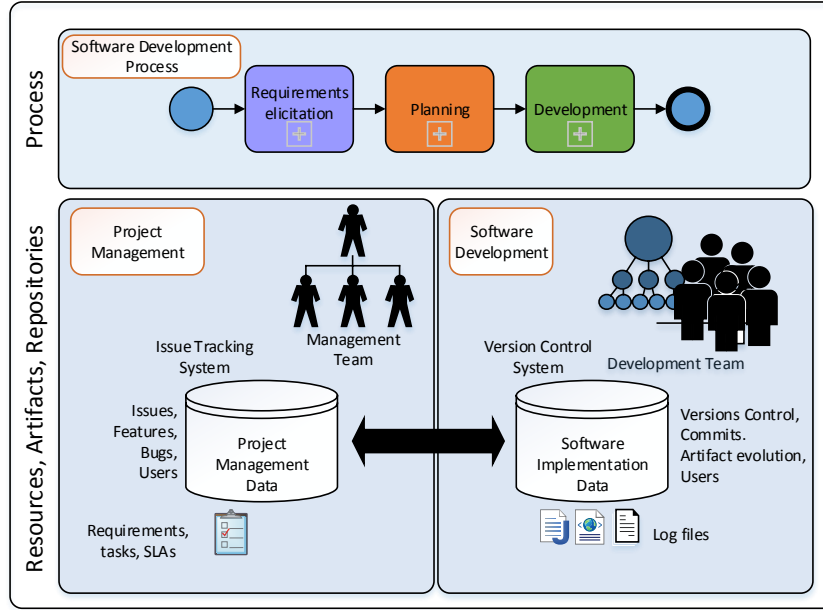 Process
Software Development
Process
Requirements
elicitation
Planning
Development
Resources, Artifacts, Repositories
Project
Management
Management
Team
Issue Tracking
System
Issues,
Features,
Bugs,
Users
Project
Management
Data
Requirements,
tasks, SLAs
Software
Development
Development Team
Version Control
System
Software
Implementation
Data
Versions Control,
Commits.
Artifact evolution,
Users
Log files